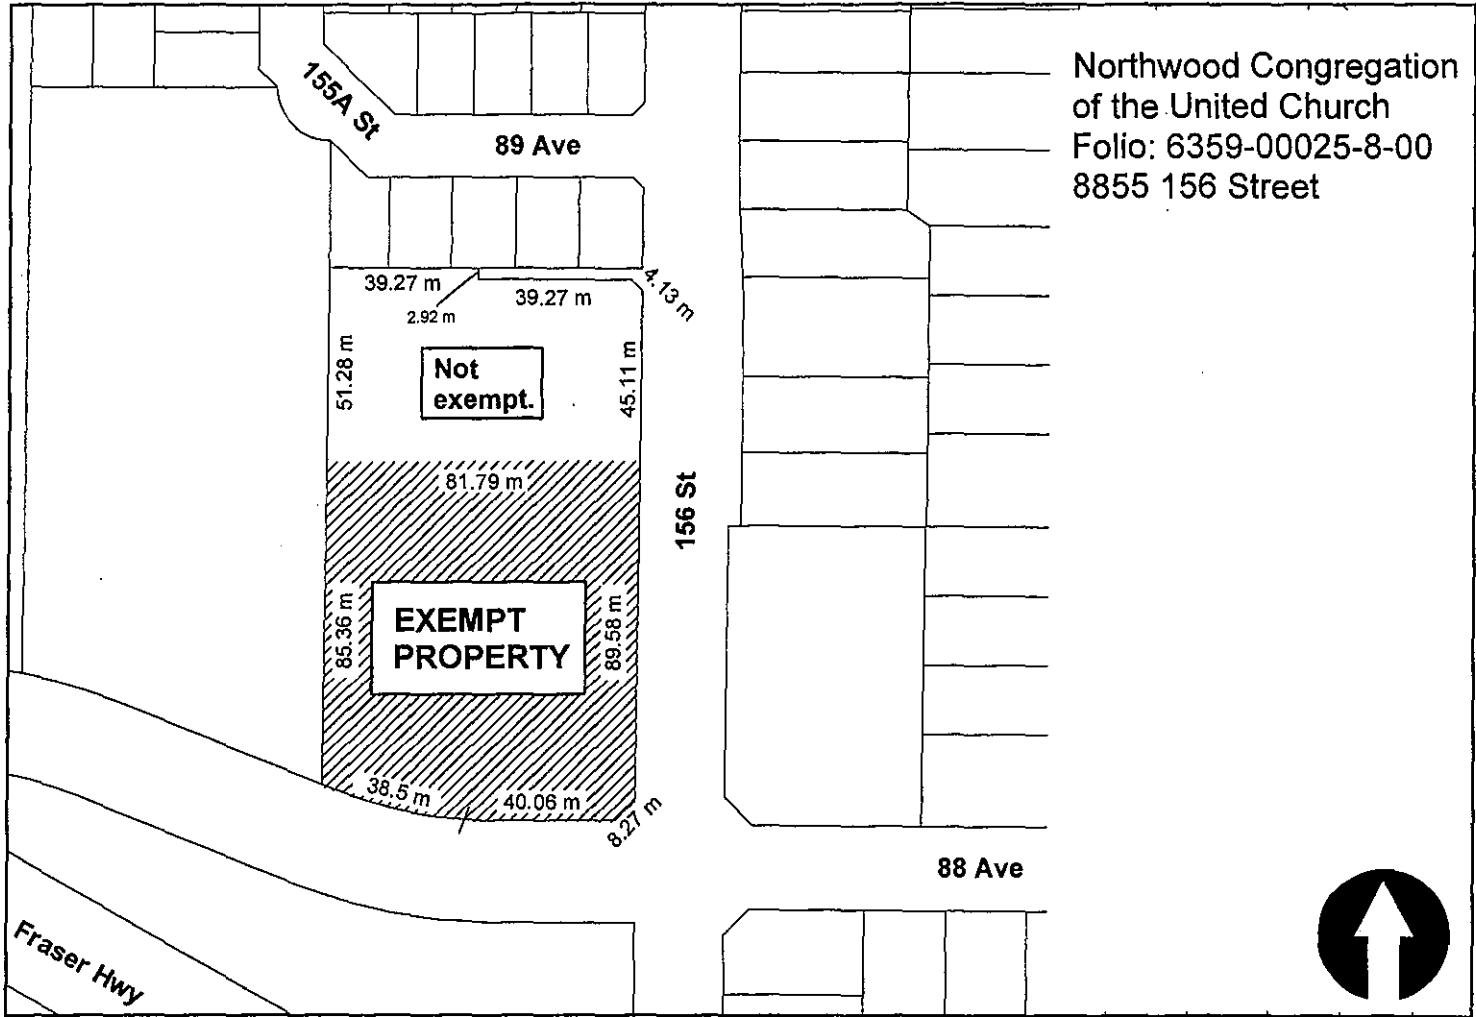 Northwood Congregation
of the United Church
Folio: 6359-00025-8-00
8855 156 Street
155A St
89 Ave
39.27 m
39.27 m
4.13 m
2.92 m
51.28 m
Not
exempt.
45.11 m
81.79 m
156 St
85.36 m
EXEMPT
PROPERTY
89.58 m
38.5 m
40.06 m
8.27 m
88 Ave
Fraser Hwy